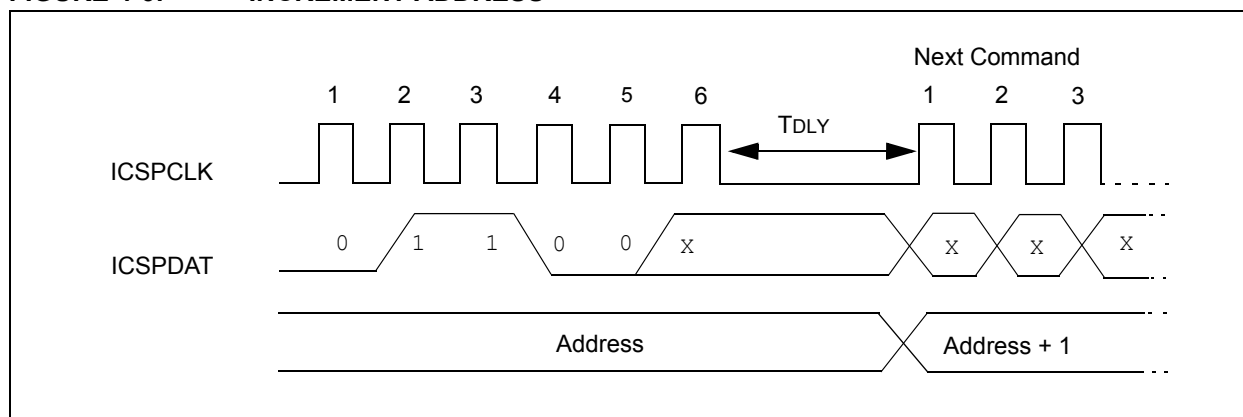 Next Command
1 2 3 4 5 6 1 2 3
TDLY
ICSPCLK
0 1 1 0 0 X X X X
ICSPDAT
Address Address + 1